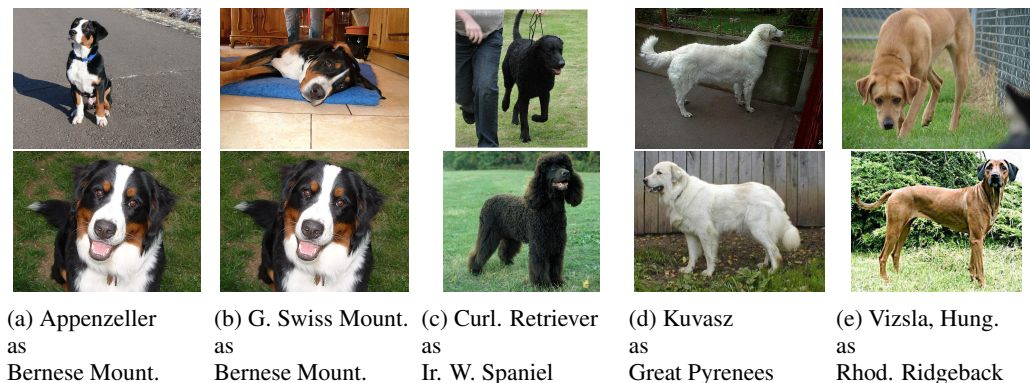 (a) Appenzeller
as
Bernese Mount.
(b) G. Swiss Mount.
as
Bernese Mount.
(c) Curl. Retriever
as
Ir. W. Spaniel
(d) Kuvasz
as
Great Pyrenees
(e) Vizsla, Hung.
as
Rhod. Ridgeback